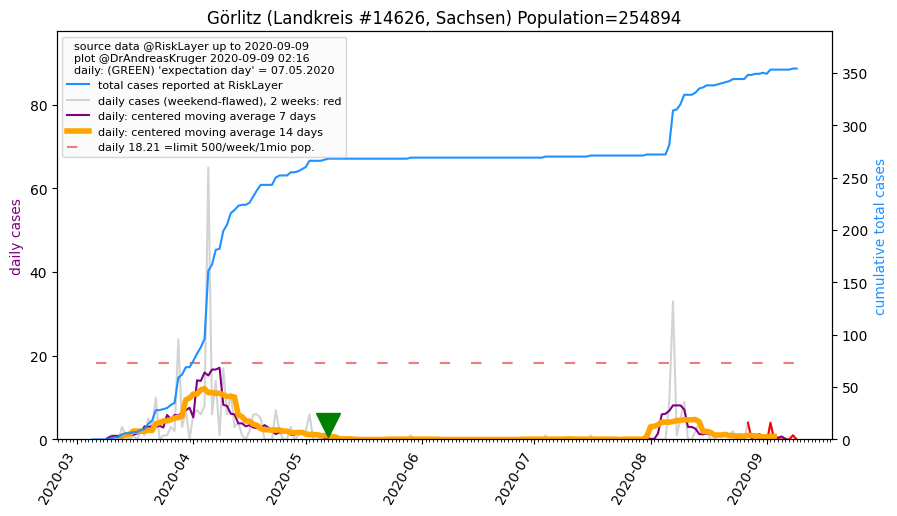 Görlitz (Landkreis #14626, Sachsen) Population=254894
source data @RiskLayer up to 2020-09-09
plot @DrAndreasKruger 2020-09-09 02:16
daily: (GREEN) 'expectation day' = 07.05.2020
total cases reported at RiskLayer
daily cases (weekend-flawed), 2 weeks: red
daily: centered moving average 7 days
daily: centered moving average 14 days
daily 18.21 =limit 500/week/1mio pop.
daily cases
80
60
40
20
0
cumulative total cases
350
300
250
200
150
100
50
0
2020-03
2020-04
2020-05
2020-06
2020-07
2020-08
2020-09